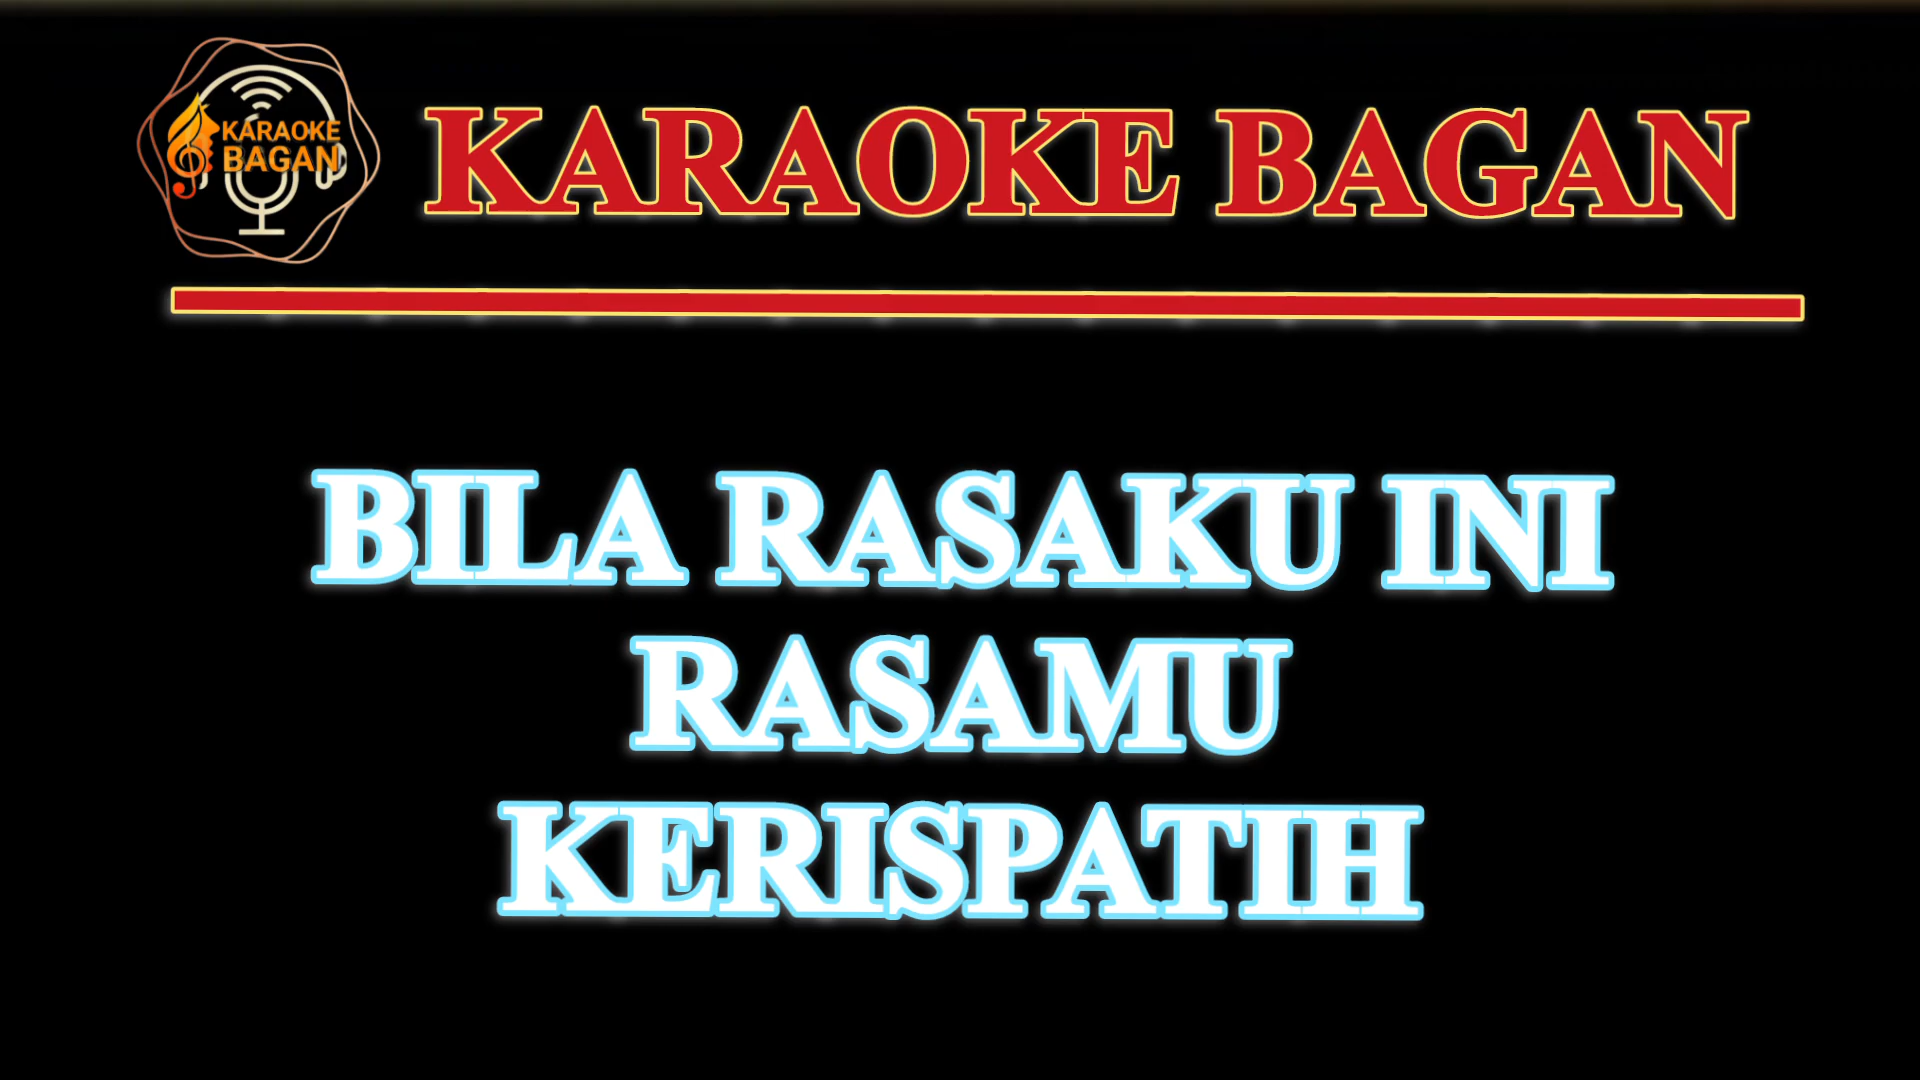 KARAOKE
BAGAN
KARAOKE BAGAN
BILA RASAKU INI
RASAMU
KERISPATIH